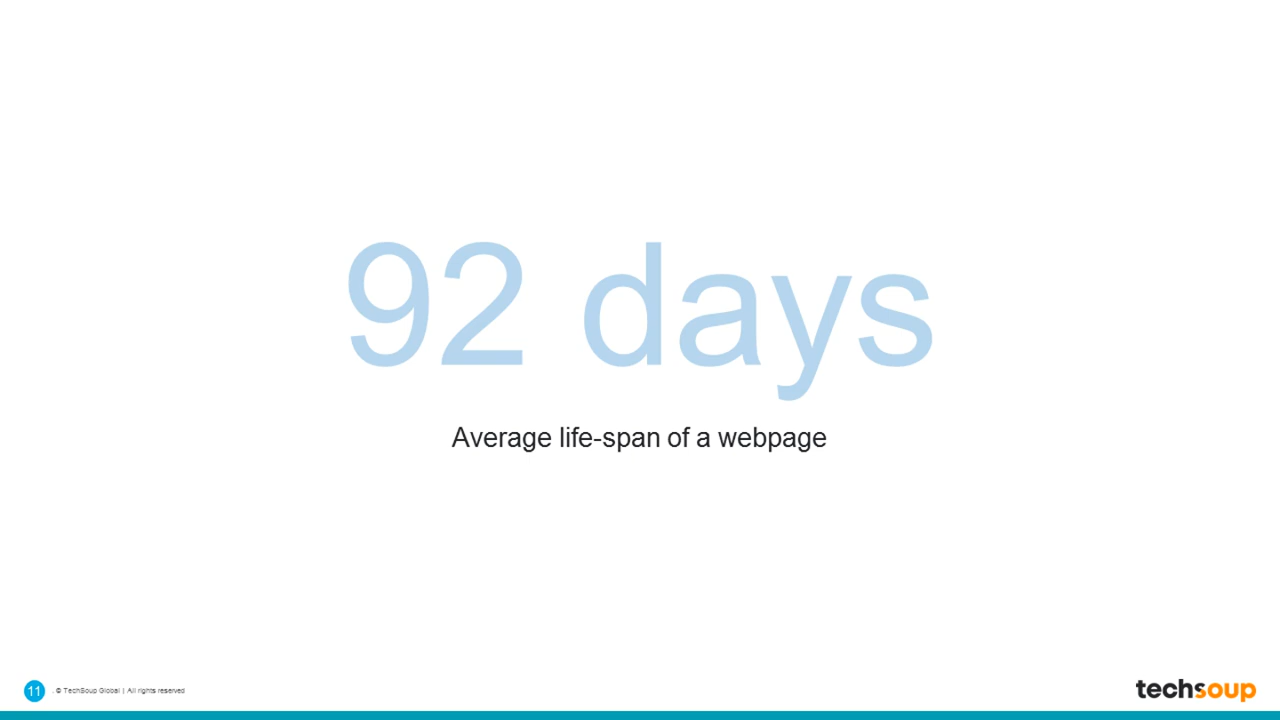 92 days
Average life-span of a webpage
11
. © TechSoup Global | All rights reserved
techsoup